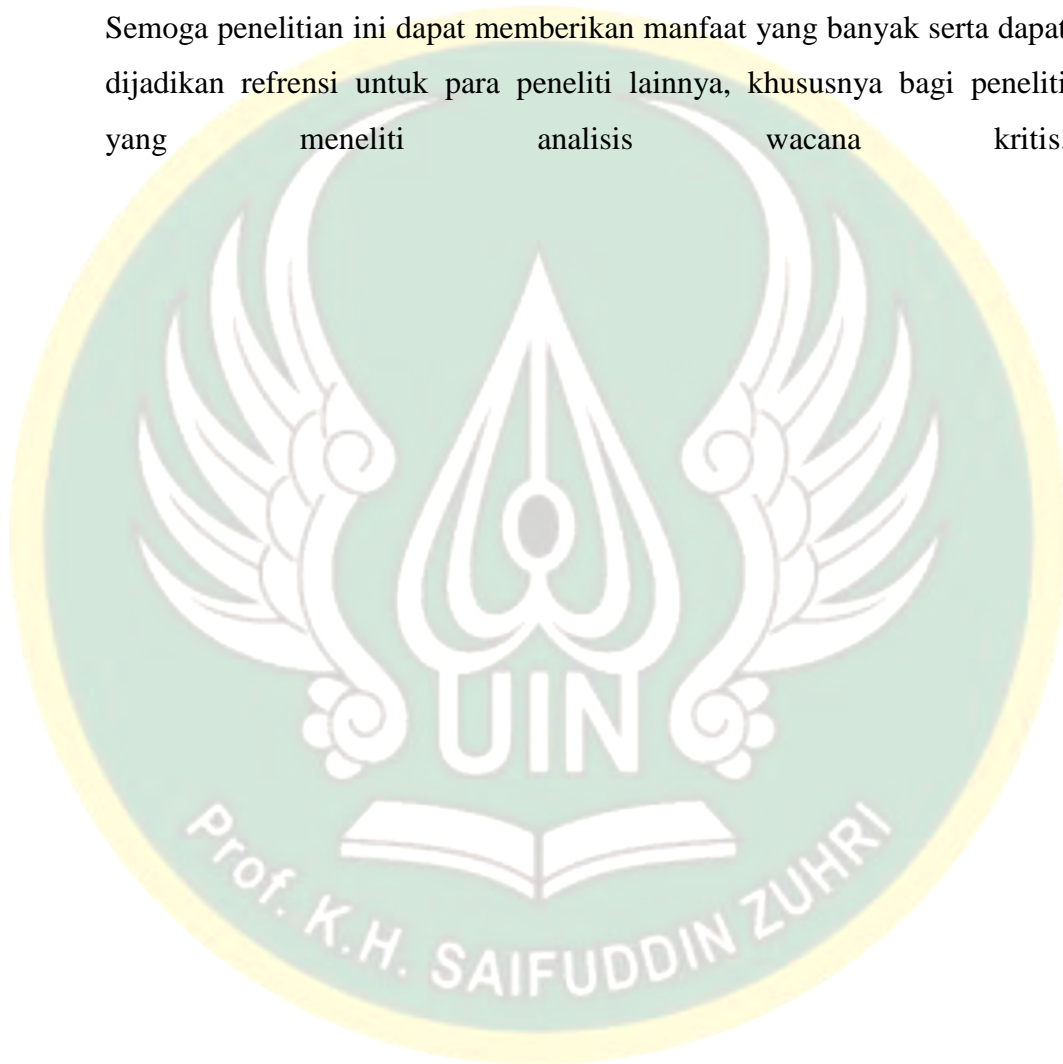 Semoga penelitian ini dapat memberikan manfaat yang banyak serta dapat
dijadikan refrensi untuk para peneliti lainnya, khususnya bagi peneliti
yang meneliti analisis wacana kritis.
UIN
Prof. K.H. SAIFUDDIN ZUHRI